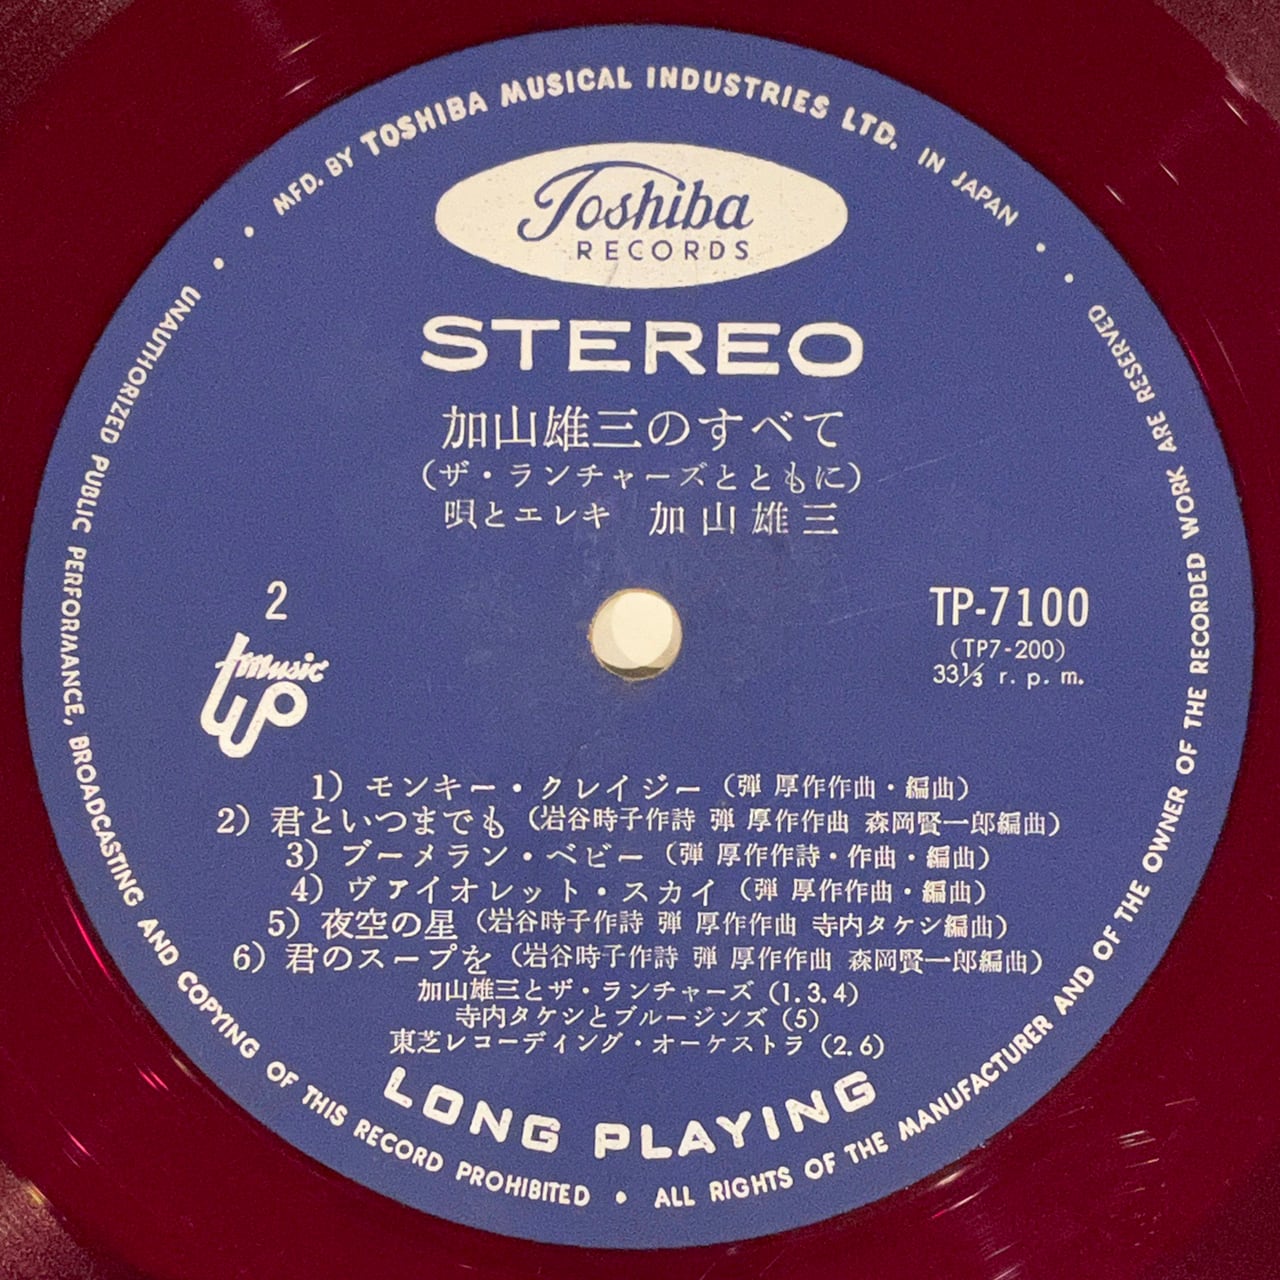 MFD. BY TOSHIBA MUSICAL INDUSTRIES LTD. IN JAPAN
Toshiba
RECORDS
STEREO
加山雄三のすべて
(ザ・ランチャーズとともに)
唄とエレキ 加山雄三
2
music
TP-7100
(TP7-200)
33⅓ r.p.m.
1) モンキー・クレイジー (弾 厚作作曲・編曲)
2) 君といつまでも (岩谷時子作詩 弾 厚作作曲 森岡賢一郎編曲)
3) ブーメラン・ベビー (弾 厚作作詩・作曲・編曲)
4) ヴァイオレット・スカイ (弾 厚作作曲・編曲)
5) 夜空の星 (岩谷時子作詩 弾 厚作作曲 寺内タケシ編曲)
6) 君のスープを (岩谷時子作詩 弾 厚作作曲 森岡賢一郎編曲)
加山雄三とザ・ランチャーズ (1.3.4)
寺内タケシとブルージンズ (5)
東芝レコーディング・オーケストラ (2.6)
LONG PLAYING
UNAUTHORIZED PUBLIC PERFORMANCE, BROADCASTING AND COPYING OF THIS RECORD PROHIBITED • ALL RIGHTS OF THE MANUFACTURER AND OF THE OWNER OF THE RECORDED WORK ARE RESERVED